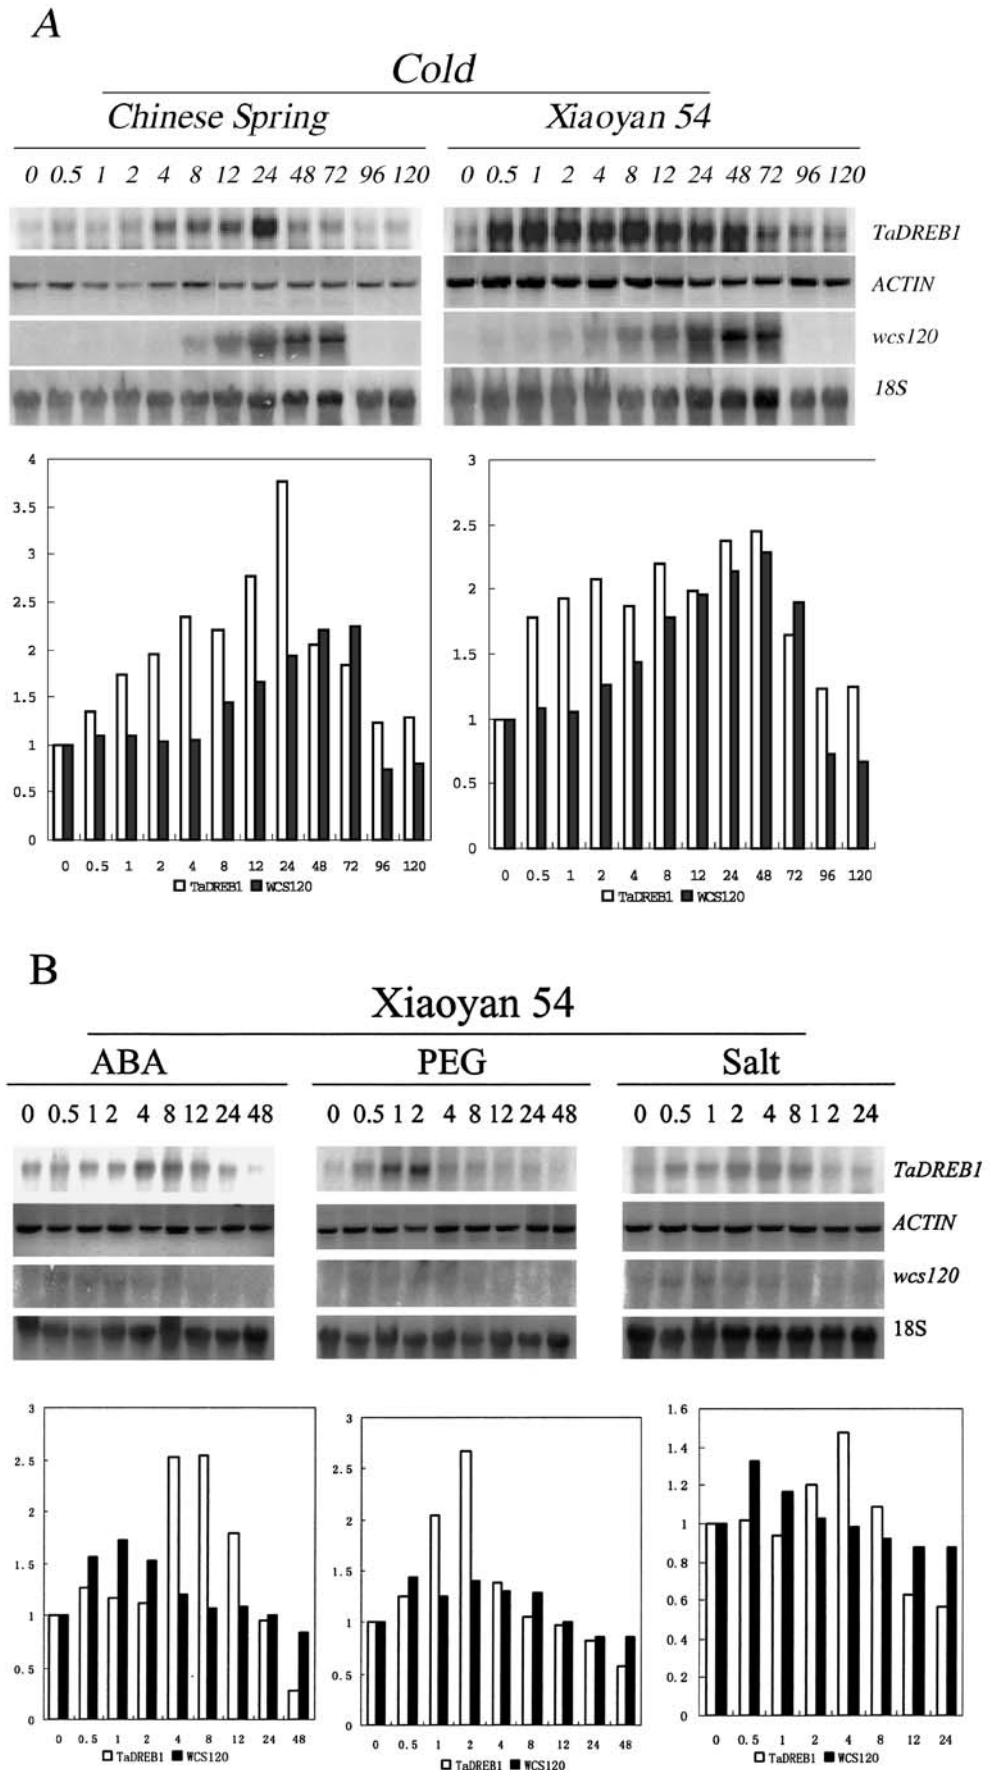 A
Cold
Chinese Spring
Xiaoyan 54
0 0.5 1 2 4 8 12 24 48 72 96 120
0 0.5 1 2 4 8 12 24 48 72 96 120
TaDREB1
ACTIN
wcs120
18S
4
3.5
3
2.5
2
1.5
1
0.5
0
0 0.5 1 2 4 8 12 24 48 72 96 120
TaDREB1 WCS120
3
2.5
2
1.5
1
0.5
0
0 0.5 1 2 4 8 12 24 48 72 96 120
TaDREB1 WCS120
B
Xiaoyan 54
ABA
PEG
Salt
0 0.5 1 2 4 8 12 24 48
0 0.5 1 2 4 8 12 24 48
0 0.5 1 2 4 8 1 2 24
TaDREB1
ACTIN
wcs120
18S
3
2.5
2
1.5
1
0.5
0
0 0.5 1 2 4 8 12 24 48
TaDREB1 WCS120
3
2.5
2
1.5
1
0.5
0
0 0.5 1 2 4 8 12 24 48
TaDREB1 WCS120
1.6
1.4
1.2
1
0.8
0.6
0.4
0.2
0
0 0.5 1 2 4 8 12 24
TaDREB1 WCS120